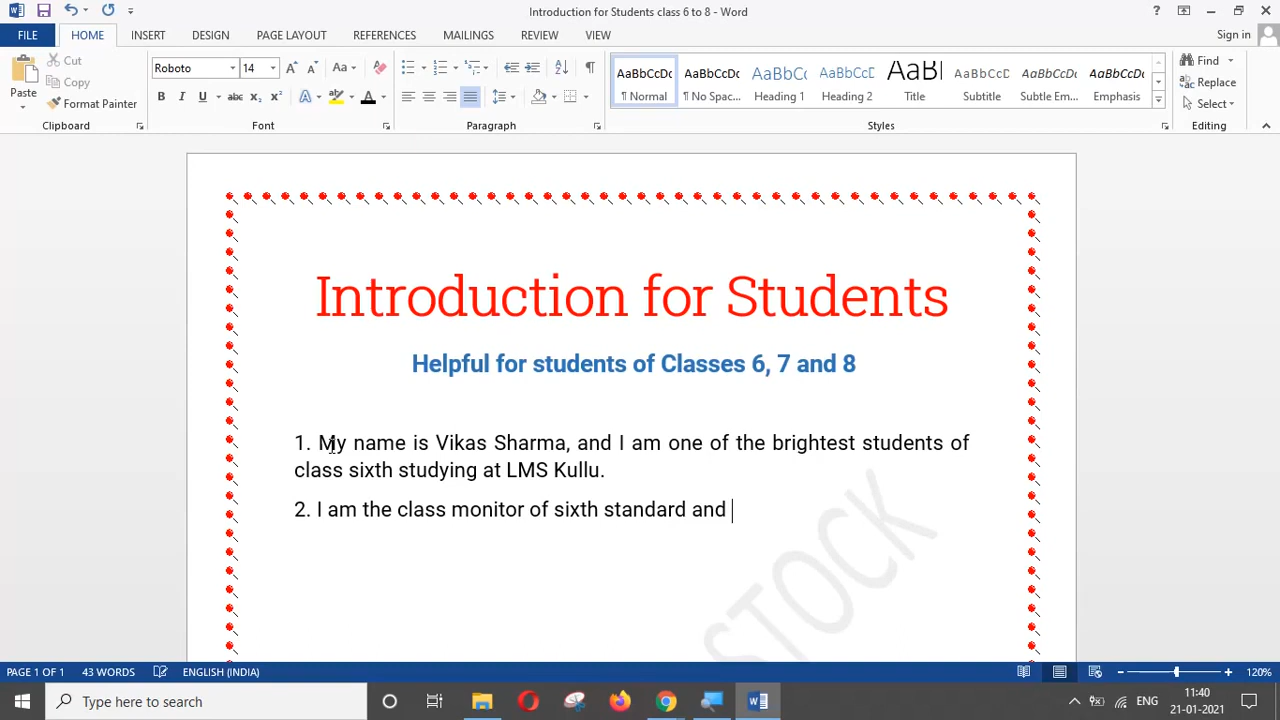 Introduction for Students class 6 to 8 - Word
FILE HOME INSERT DESIGN PAGE LAYOUT REFERENCES MAILINGS REVIEW VIEW Sign in
Paste Cut Copy Format Painter
Roboto 14
AaBbCcDc ¶ Normal
AaBbCcDc ¶ No Spac...
AaBbCc Heading 1
AaBbCcD Heading 2
AaBl Title
AaBbCcD Subtitle
AaBbCcDc Subtle Em...
AaBbCcDc Emphasis
Find
Replace
Select
Clipboard Font Paragraph Styles Editing
Introduction for Students
Helpful for students of Classes 6, 7 and 8
1. My name is Vikas Sharma, and I am one of the brightest students of
class sixth studying at LMS Kullu.
2. I am the class monitor of sixth standard and
STOCK
PAGE 1 OF 1 43 WORDS ENGLISH (INDIA) 120%
Type here to search ENG 11:40
21-01-2021